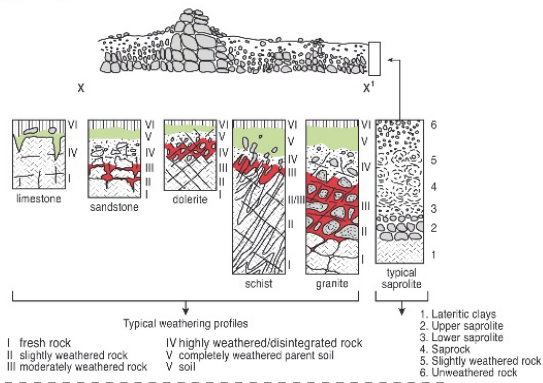 X
X¹
VI VI VI VI VI 6
V V V V
IV IV IV IV IV 5
III III III
4
II/III III 3
II II II II 2
I I I I I 1
limestone
sandstone
dolerite
schist
granite
typical
saprolite
Typical weathering profiles
I fresh rock
II slightly weathered rock
III moderately weathered rock
IV highly weathered/disintegrated rock
V completely weathered parent soil
V soil
1. Lateritic clays
2. Upper saprolite
3. Lower saprolite
4. Saprock
5. Slightly weathered rock
6. Unweathered rock